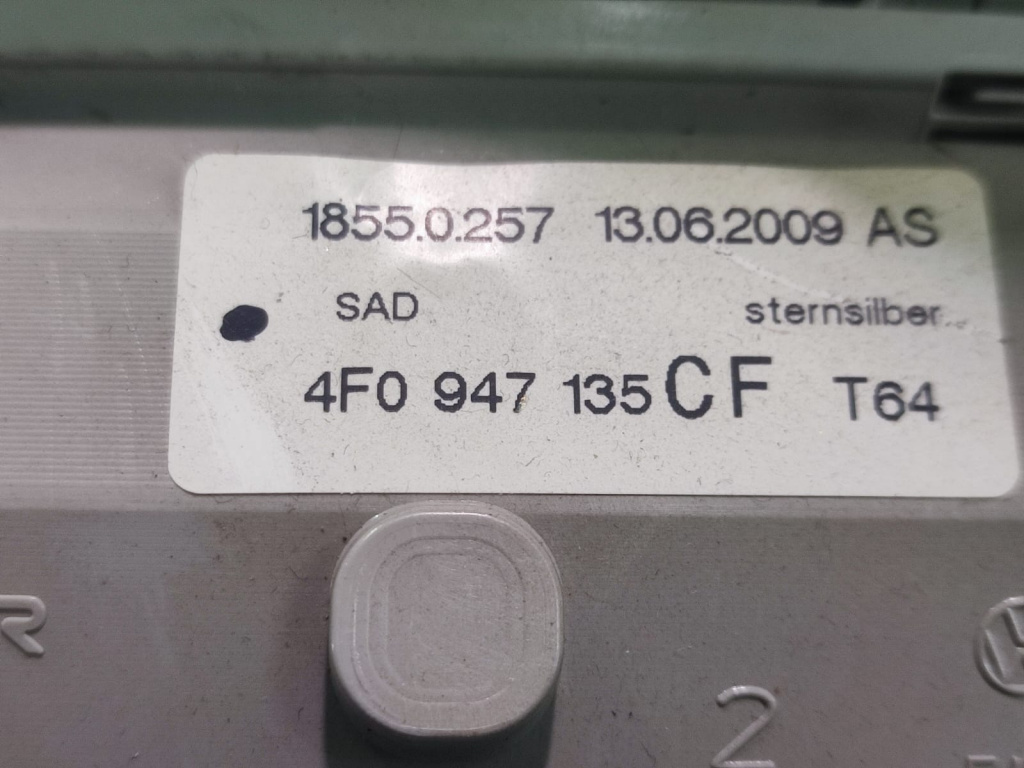 1855.0.257 13.06.2009 AS
SAD sternsilber
4F0 947 135 CF T64
R
2